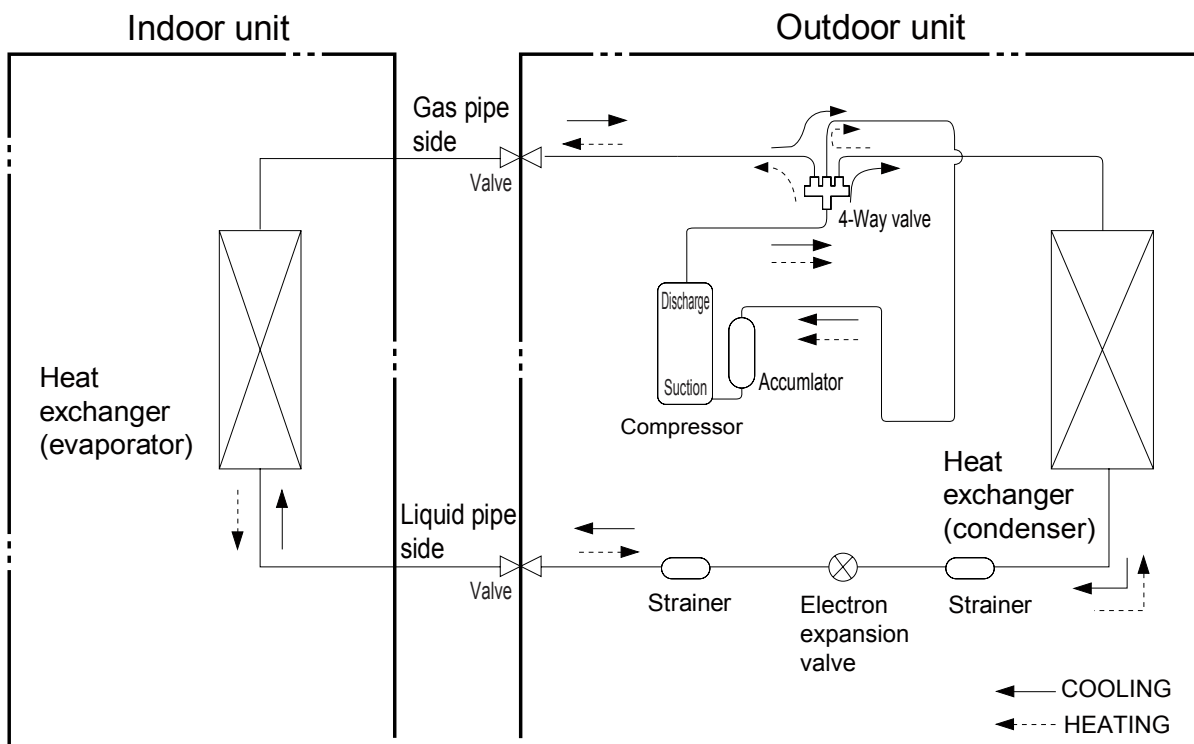 Indoor unit
Outdoor unit
Gas pipe
side
Valve
4-Way valve
Discharge
Suction
Accumlator
Compressor
Heat
exchanger
(evaporator)
Heat
exchanger
(condenser)
Liquid pipe
side
Valve
Strainer
Electron
expansion
valve
Strainer
COOLING
HEATING